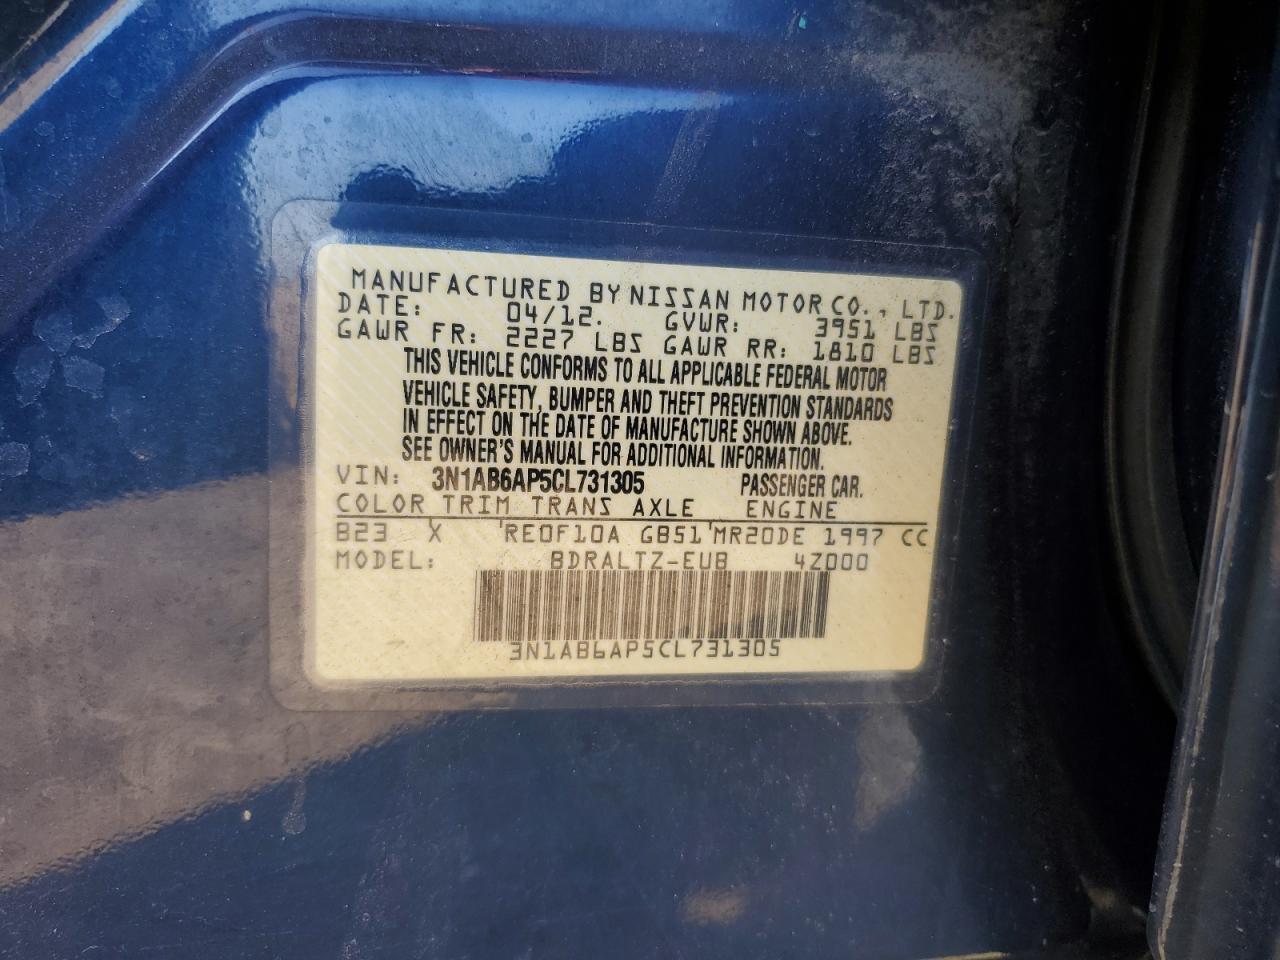 MANUFACTURED BY NISSAN MOTOR CO., LTD.
DATE: 04/12. GVWR: 3951 LBS
GAWR FR: 2227 LBS GAWR RR: 1810 LBS
THIS VEHICLE CONFORMS TO ALL APPLICABLE FEDERAL MOTOR
VEHICLE SAFETY, BUMPER AND THEFT PREVENTION STANDARDS
IN EFFECT ON THE DATE OF MANUFACTURE SHOWN ABOVE.
SEE OWNER'S MANUAL FOR ADDITIONAL INFORMATION.
VIN: 3N1AB6AP5CL731305 PASSENGER CAR.
COLOR TRIM TRANS AXLE ENGINE
B23 X RE0F10A GB51 MR20DE 1997 CC
MODEL: BDRALTZ-EUB 4Z000
3N1AB6AP5CL731305